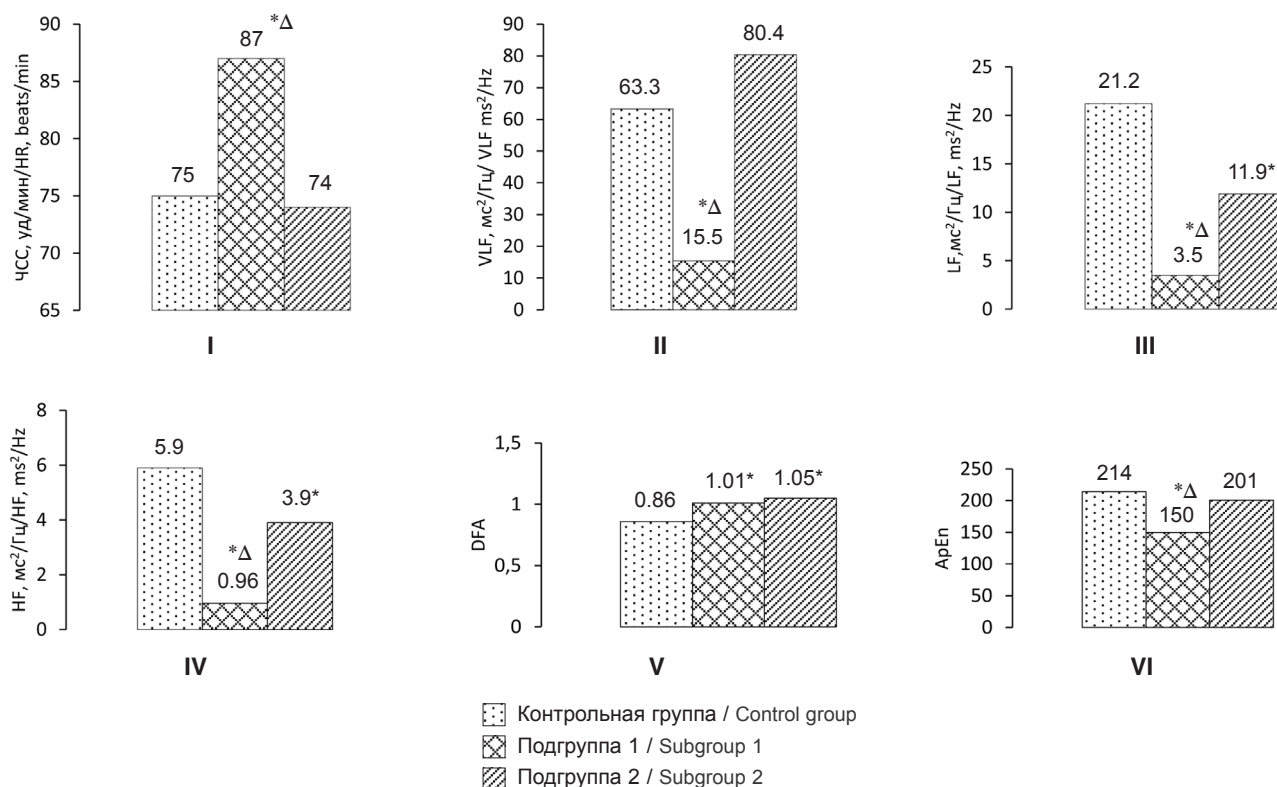 ЧСС, уд/мин/HR, beats/min
90
85
80
75
70
65
75
87
*Δ
74
I
VLF, мс²/Гц/ VLF ms²/Hz
90
80
70
60
50
40
30
20
10
0
63.3
*Δ
15.5
80.4
II
LF,мс²/Гц/LF, ms²/Hz
25
20
15
10
5
0
21.2
*Δ
3.5
11.9*
III
HF, мс²/Гц/HF, ms²/Hz
8
6
4
2
0
5.9
*Δ
0.96
3.9*
IV
DFA
1,5
1
0,5
0
0.86
1.01*
1.05*
V
ApEn
250
200
150
100
50
0
214
*Δ
150
201
VI
Контрольная группа / Control group
Подгруппа 1 / Subgroup 1
Подгруппа 2 / Subgroup 2